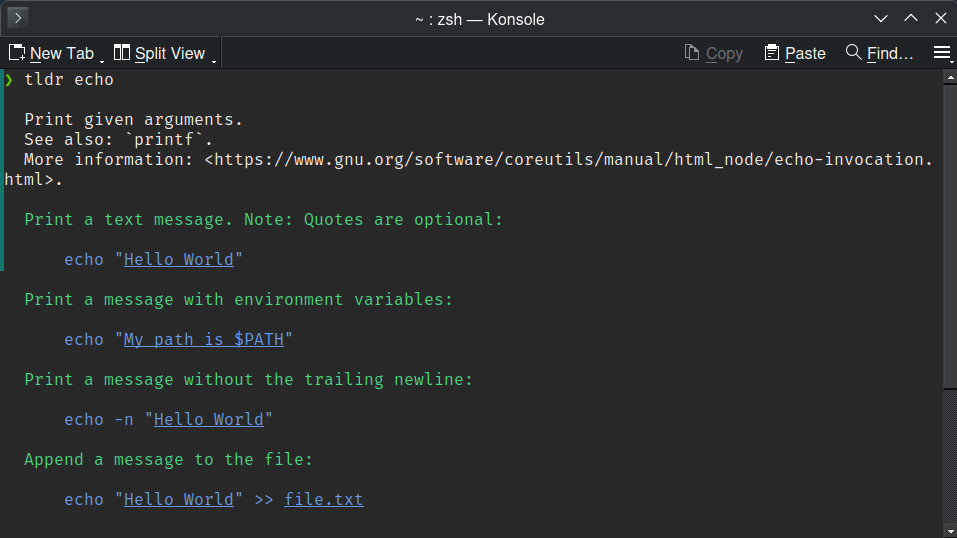 ~ : zsh — Konsole
New Tab Split View Copy Paste Find...
❯ tldr echo
Print given arguments.
See also: `printf`.
More information: <https://www.gnu.org/software/coreutils/manual/html_node/echo-invocation.
html>.
Print a text message. Note: Quotes are optional:
echo "Hello World"
Print a message with environment variables:
echo "My path is $PATH"
Print a message without the trailing newline:
echo -n "Hello World"
Append a message to the file:
echo "Hello World" >> file.txt